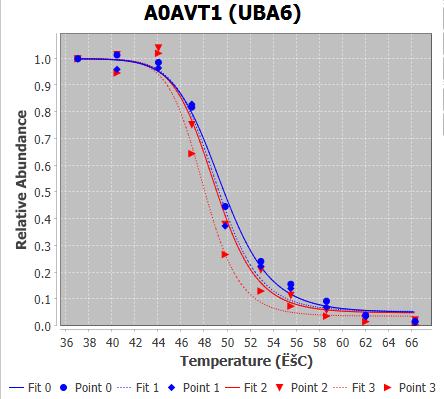 A0AVT1 (UBA6)
Relative Abundance
1.0
0.9
0.8
0.7
0.6
0.5
0.4
0.3
0.2
0.1
0.0
36 38 40 42 44 46 48 50 52 54 56 58 60 62 64 66
Temperature (ËšC)
Fit 0 Point 0 Fit 1 Point 1 Fit 2 Point 2 Fit 3 Point 3